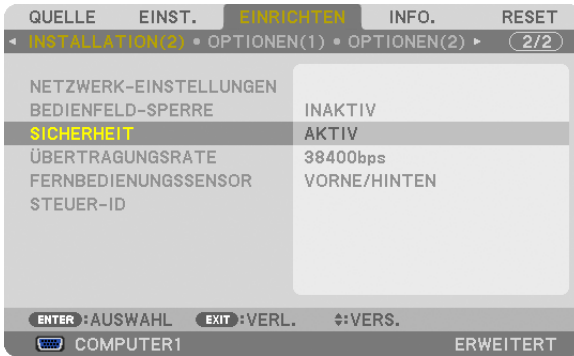 QUELLE EINST. EINRICHTEN INFO. RESET
INSTALLATION(2) • OPTIONEN(1) • OPTIONEN(2) 2/2
NETZWERK-EINSTELLUNGEN
BEDIENFELD-SPERRE INAKTIV
SICHERHEIT AKTIV
ÜBERTRAGUNGSRATE 38400bps
FERNBEDIENUNGSSENSOR VORNE/HINTEN
STEUER-ID
ENTER :AUSWAHL EXIT :VERL. :VERS.
COMPUTER1 ERWEITERT